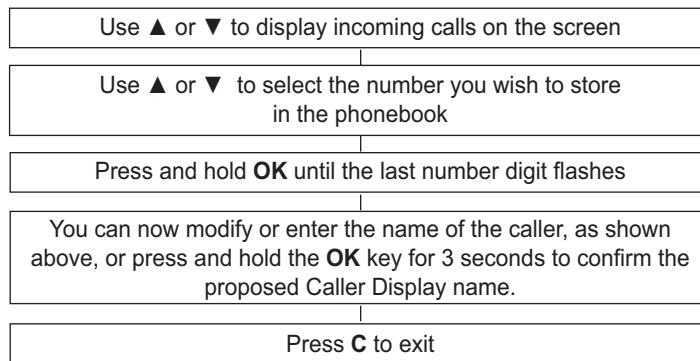 Use ▲ or ▼ to display incoming calls on the screen
Use ▲ or ▼ to select the number you wish to store
in the phonebook
Press and hold OK until the last number digit flashes
You can now modify or enter the name of the caller, as shown
above, or press and hold the OK key for 3 seconds to confirm the
proposed Caller Display name.
Press C to exit